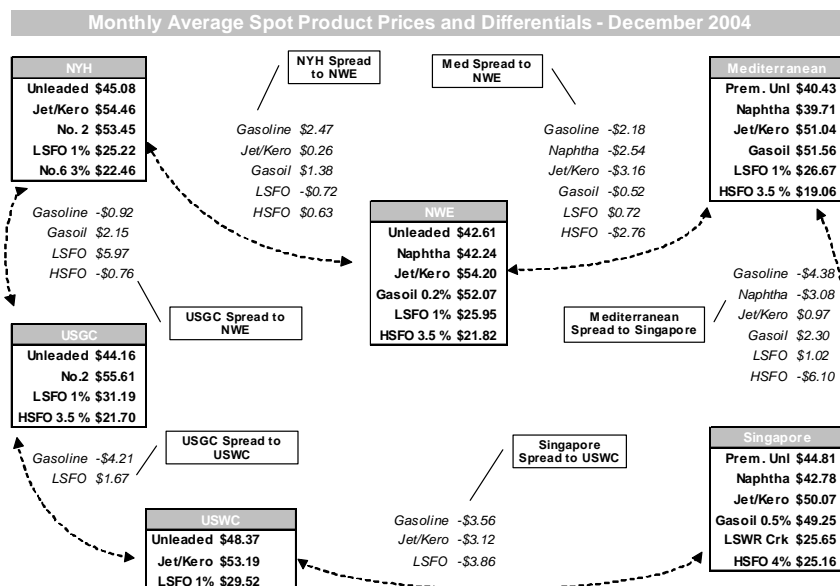 Monthly Average Spot Product Prices and Differentials - December 2004
NYH
Unleaded $45.08
Jet/Kero $54.46
No. 2 $53.45
LSFO 1% $25.22
No.6 3% $22.46
NYH Spread
to NWE
Gasoline $2.47
Jet/Kero $0.26
Gasoil $1.38
LSFO -$0.72
HSFO $0.63
Med Spread to
NWE
Gasoline -$2.18
Naphtha -$2.54
Jet/Kero -$3.16
Gasoil -$0.52
LSFO $0.72
HSFO -$2.76
Mediterranean
Prem. Unl $40.43
Naphtha $39.71
Jet/Kero $51.04
Gasoil $51.56
LSFO 1% $26.67
HSFO 3.5 % $19.06
Gasoline -$0.92
Gasoil $2.15
LSFO $5.97
HSFO -$0.76
USGC Spread to
NWE
NWE
Unleaded $42.61
Naphtha $42.24
Jet/Kero $54.20
Gasoil 0.2% $52.07
LSFO 1% $25.95
HSFO 3.5 % $21.82
Mediterranean
Spread to Singapore
Gasoline -$4.38
Naphtha -$3.08
Jet/Kero $0.97
Gasoil $2.30
LSFO $1.02
HSFO -$6.10
USGC
Unleaded $44.16
No.2 $55.61
LSFO 1% $31.19
HSFO 3.5 % $21.70
Gasoline -$4.21
LSFO $1.67
USGC Spread to
USWC
USWC
Unleaded $48.37
Jet/Kero $53.19
LSFO 1% $29.52
Singapore
Spread to USWC
Gasoline -$3.56
Jet/Kero -$3.12
LSFO -$3.86
Singapore
Prem. Unl $44.81
Naphtha $42.78
Jet/Kero $50.07
Gasoil 0.5% $49.25
LSWR Crk $25.65
HSFO 4% $25.16